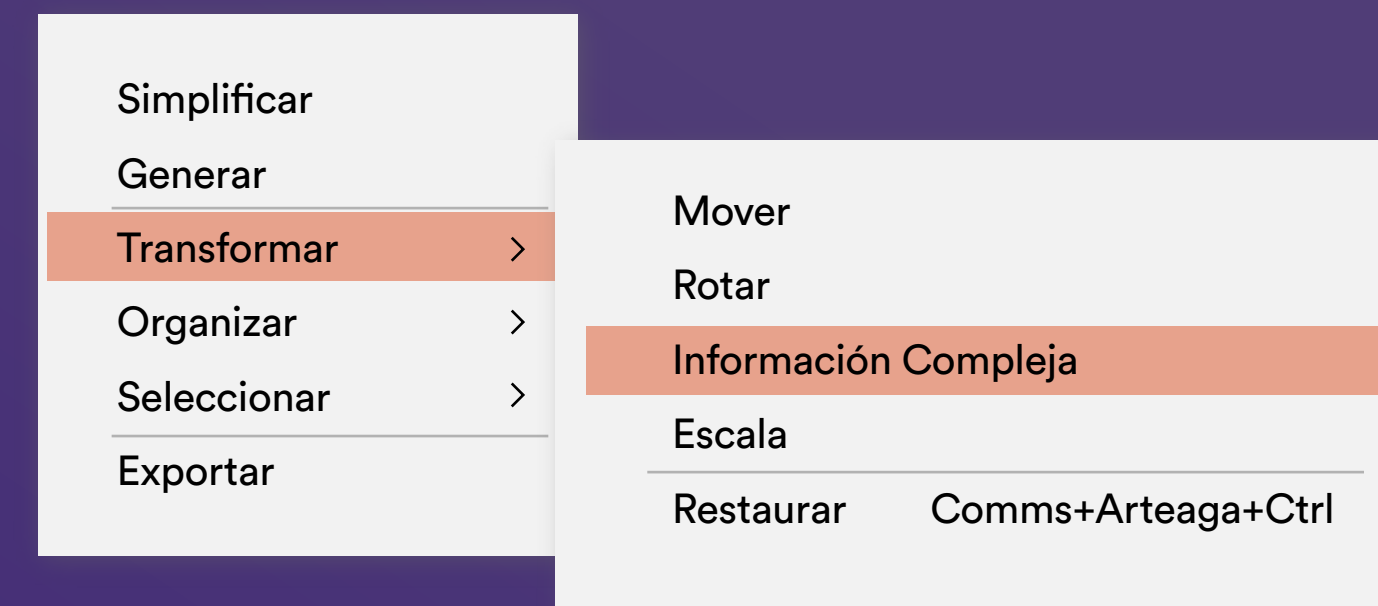 Simplificar
Generar
Transformar
Organizar
Seleccionar
Exportar
Mover
Rotar
Información Compleja
Escala
Restaurar Comms+Arteaga+Ctrl